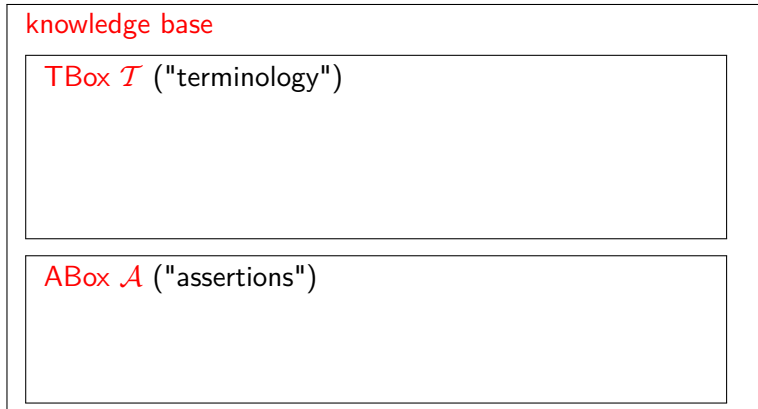 knowledge base
TBox 𝒯 ("terminology")
ABox 𝒜 ("assertions")